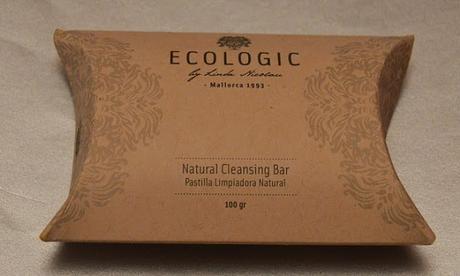 ECOLOGIC
by Linda Nicolau
- Mallorca 1993 -
Natural Cleansing Bar
Pastilla Limpiadora Natural
100 gr